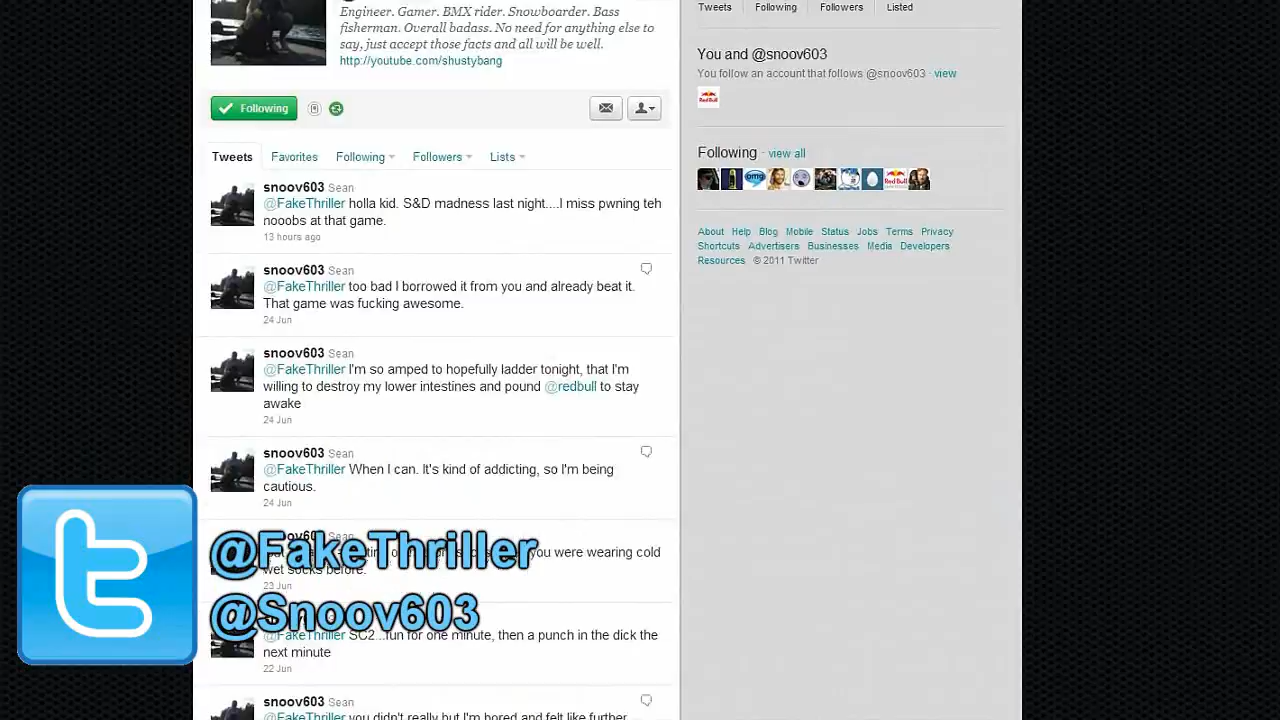 Engineer. Gamer. BMX rider. Snowboarder. Bass
fisherman. Overall badass. No need for anything else to
say, just accept those facts and all will be well.
http://youtube.com/shustybang
Following
Tweets Favorites Following Followers Lists
snoov603 Sean
@FakeThriller holla kid. S&D madness last night....I miss pwning teh
nooobs at that game.
13 hours ago
snoov603 Sean
@FakeThriller too bad I borrowed it from you and already beat it.
That game was fucking awesome.
24 Jun
snoov603 Sean
@FakeThriller I'm so amped to hopefully ladder tonight, that I'm
willing to destroy my lower intestines and pound @redbull to stay
awake
24 Jun
snoov603 Sean
@FakeThriller When I can. It's kind of addicting, so I'm being
cautious.
24 Jun
you were wearing cold
wet socks before.
23 Jun
@FakeThriller
@Snoov603
@FakeThriller SC2...fun for one minute, then a punch in the dick the
next minute
22 Jun
snoov603 Sean
@FakeThriller you didn't really but I'm bored and felt like further
Tweets Following Followers Listed
You and @snoov603
You follow an account that follows @snoov603 · view
Red Bull
Following · view all
omg
Red Bull
About Help Blog Mobile Status Jobs Terms Privacy
Shortcuts Advertisers Businesses Media Developers
Resources © 2011 Twitter